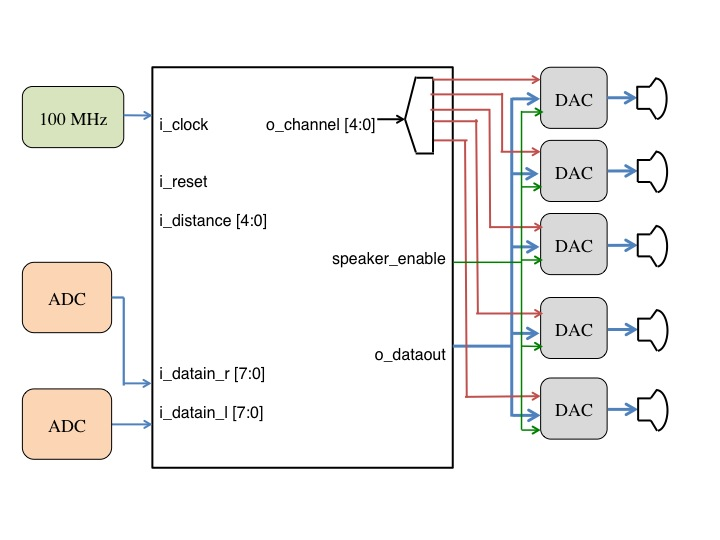 100 MHz
i_clock
o_channel [4:0]
i_reset
i_distance [4:0]
speaker_enable
ADC
o_dataout
i_datain_r [7:0]
i_datain_l [7:0]
ADC
DAC
DAC
DAC
DAC
DAC